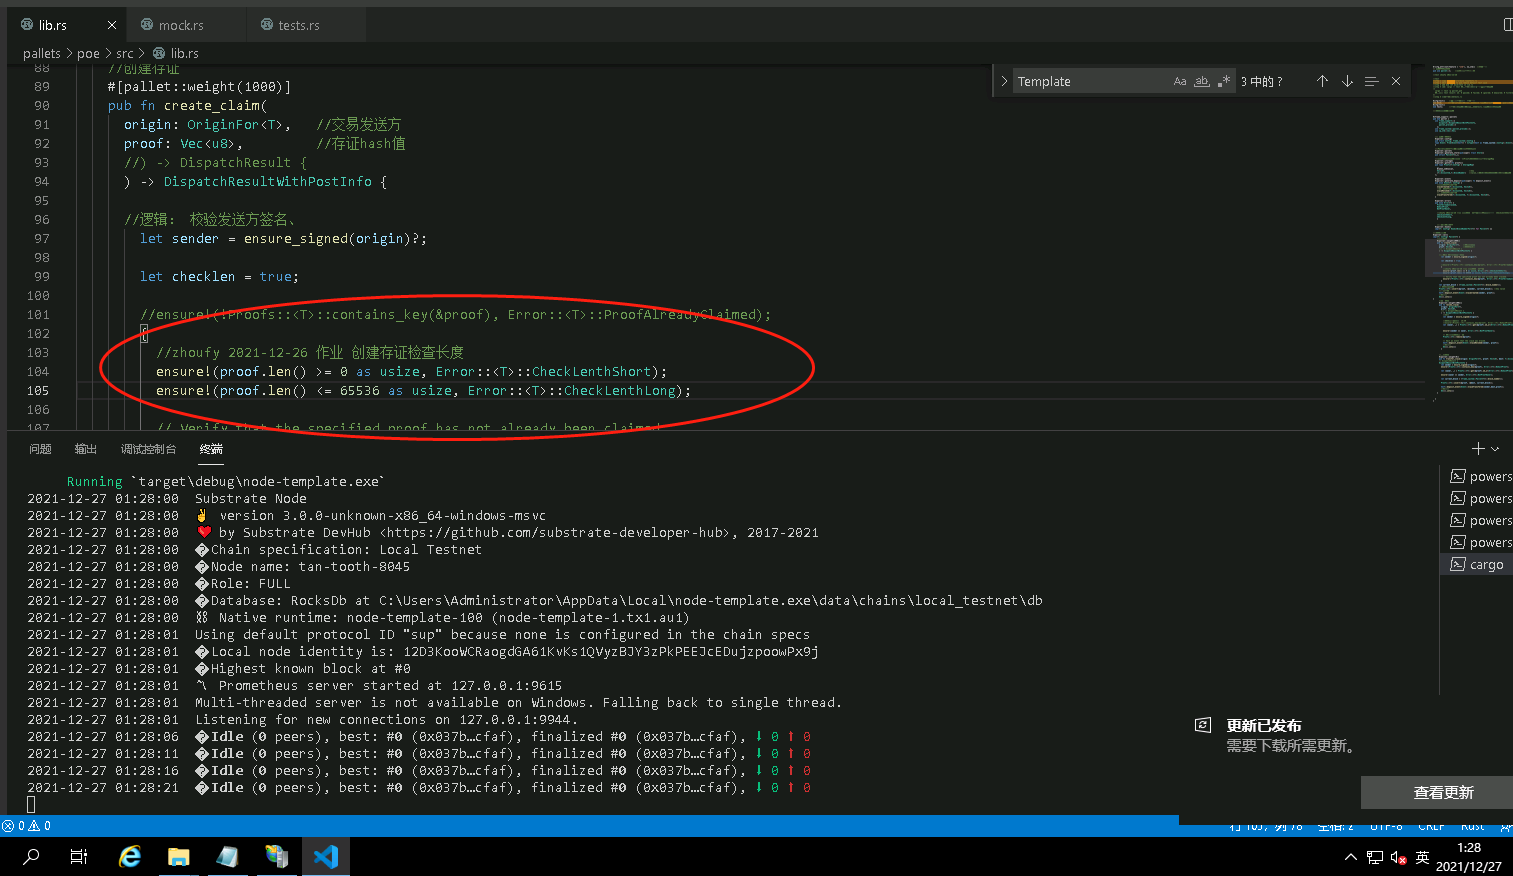 lib.rs
mock.rs
tests.rs
pallets > poe > src > lib.rs
Template
Aa
ab
.*
3 中的 ?
88 //创建存证
89 #[pallet::weight(1000)]
90 pub fn create_claim(
91 origin: OriginFor<T>, //交易发送方
92 proof: Vec<u8>, //存证hash值
93 //) -> DispatchResult {
94 ) -> DispatchResultWithPostInfo {
95
96 //逻辑： 校验发送方签名、
97 let sender = ensure_signed(origin)?;
98
99 let checklen = true;
100
101 //ensure!(!Proofs::<T>::contains_key(&proof), Error::<T>::ProofAlreadyClaimed);
102 {
103 //zhoufy 2021-12-26 作业 创建存证检查长度
104 ensure!(proof.len() >= 0 as usize, Error::<T>::CheckLenthShort);
105 ensure!(proof.len() <= 65536 as usize, Error::<T>::CheckLenthLong);
106
107 // Verify that the specified proof has not already been claimed
问题 输出 调试控制台 终端
Running `target\debug\node-template.exe`
2021-12-27 01:28:00 Substrate Node
2021-12-27 01:28:00 ✌ version 3.0.0-unknown-x86_64-windows-msvc
2021-12-27 01:28:00 ❤ by Substrate DevHub <https://github.com/substrate-developer-hub>, 2017-2021
2021-12-27 01:28:00 �Chain specification: Local Testnet
2021-12-27 01:28:00 �Node name: tan-tooth-8045
2021-12-27 01:28:00 �Role: FULL
2021-12-27 01:28:00 �Database: RocksDb at C:\Users\Administrator\AppData\Local\node-template.exe\data\chains\local_testnet\db
2021-12-27 01:28:00 ⛓ Native runtime: node-template-100 (node-template-1.tx1.au1)
2021-12-27 01:28:01 Using default protocol ID "sup" because none is configured in the chain specs
2021-12-27 01:28:01 �Local node identity is: 12D3KooWCRaogdGA61KvKs1QVyzBJY3zPkPEEJcEDujzpoowPx9j
2021-12-27 01:28:01 �Highest known block at #0
2021-12-27 01:28:01 〽 Prometheus server started at 127.0.0.1:9615
2021-12-27 01:28:01 Multi-threaded server is not available on Windows. Falling back to single thread.
2021-12-27 01:28:01 Listening for new connections on 127.0.0.1:9944.
2021-12-27 01:28:06 �Idle (0 peers), best: #0 (0x037b…cfaf), finalized #0 (0x037b…cfaf), ⬇ 0 ⬆ 0
2021-12-27 01:28:11 �Idle (0 peers), best: #0 (0x037b…cfaf), finalized #0 (0x037b…cfaf), ⬇ 0 ⬆ 0
2021-12-27 01:28:16 �Idle (0 peers), best: #0 (0x037b…cfaf), finalized #0 (0x037b…cfaf), ⬇ 0 ⬆ 0
2021-12-27 01:28:21 �Idle (0 peers), best: #0 (0x037b…cfaf), finalized #0 (0x037b…cfaf), ⬇ 0 ⬆ 0
powers
powers
powers
powers
cargo
更新已发布
需要下载所需更新。
查看更新
0 0
行 105，列 78 空格: 2 UTF-8 CRLF Rust
英
1:28
2021/12/27